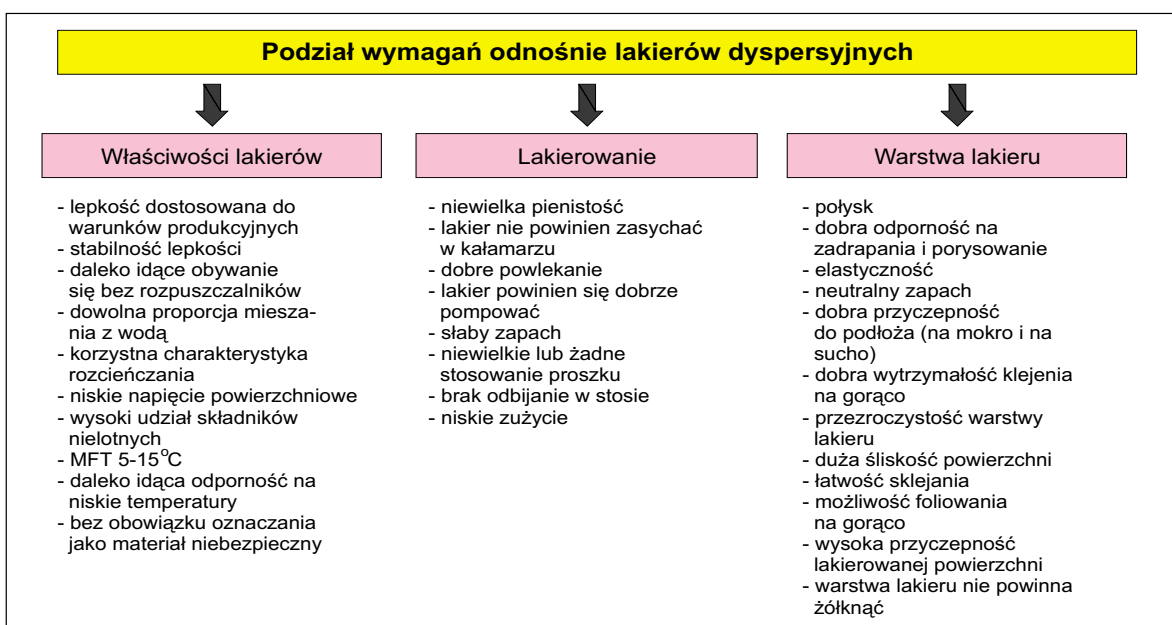 Podział wymagań odnośnie lakierów dyspersyjnych
Właściwości lakierów
- lepkość dostosowana do
warunków produkcyjnych
- stabilność lepkości
- daleko idące obywanie
się bez rozpuszczalników
- dowolna proporcja miesza-
nia z wodą
- korzystna charakterystyka
rozcieńczania
- niskie napięcie powierzchniowe
- wysoki udział składników
nielotnych
- MFT 5-15°C
- daleko idąca odporność na
niskie temperatury
- bez obowiązku oznaczania
jako materiał niebezpieczny
Lakierowanie
- niewielka pienistość
- lakier nie powinien zasychać
w kałamarzu
- dobre powlekanie
- lakier powinien się dobrze
pompować
- słaby zapach
- niewielkie lub żadne
stosowanie proszku
- brak odbijanie w stosie
- niskie zużycie
Warstwa lakieru
- połysk
- dobra odporność na
zadrapania i porysowanie
- elastyczność
- neutralny zapach
- dobra przyczepność
do podłoża (na mokro i na
sucho)
- dobra wytrzymałość klejenia
na gorąco
- przezroczystość warstwy
lakieru
- duża śliskość powierzchni
- łatwość sklejania
- możliwość foliowania
na gorąco
- wysoka przyczepność
lakierowanej powierzchni
- warstwa lakieru nie powinna
żółknąć